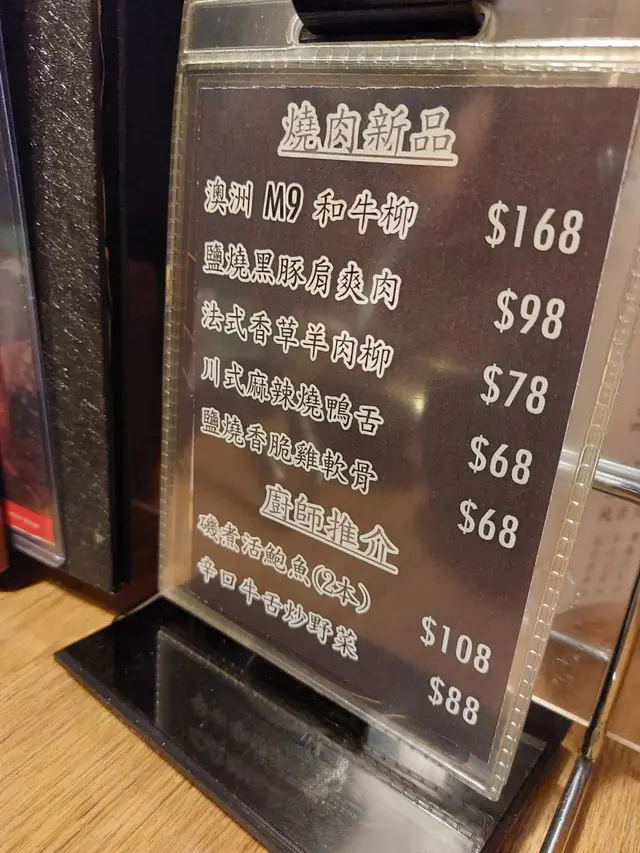 燒肉新品
澳洲 M9 和牛柳 $168
鹽燒黑豚肩爽肉 $98
法式香草羊肉柳 $78
川式麻辣燒鴨舌 $68
鹽燒香脆雞軟骨 $68
廚師推介
磯煮活鮑魚(2本) $108
辛口牛舌炒野菜 $88